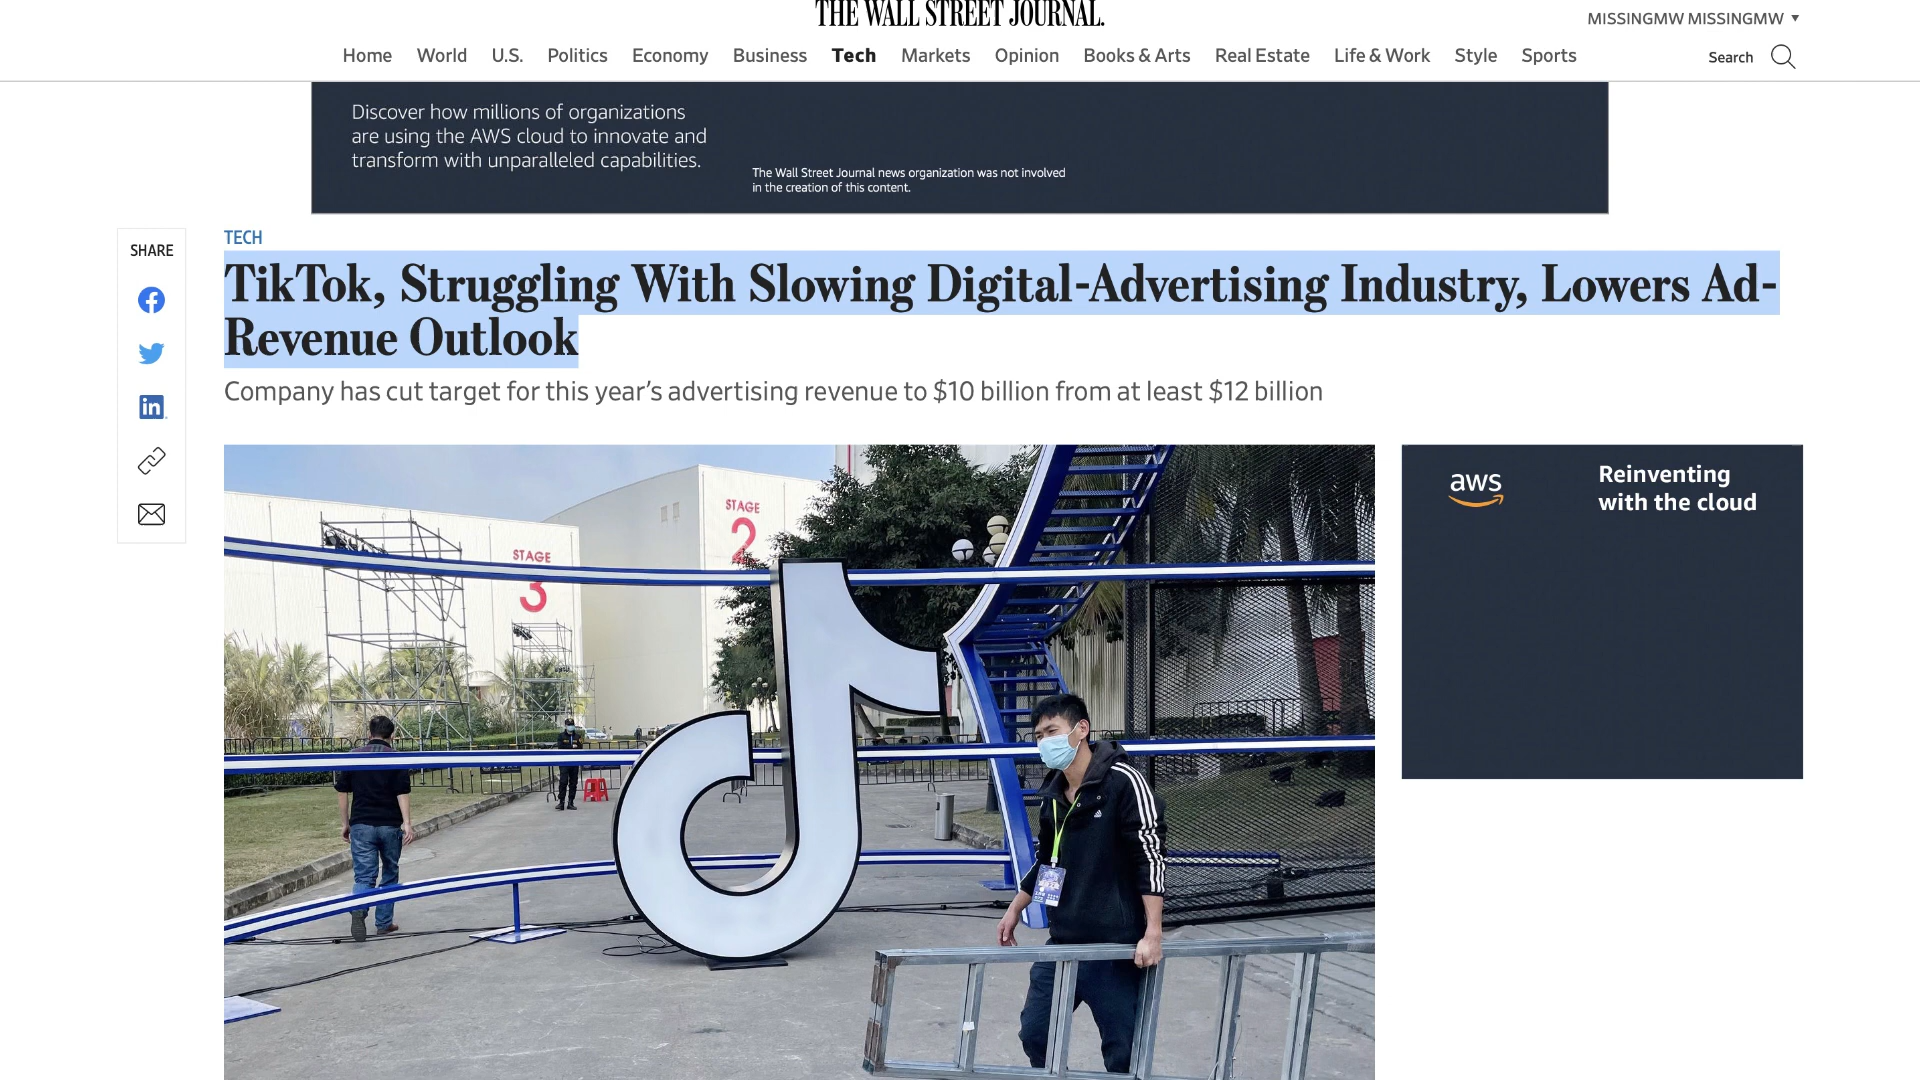 THE WALL STREET JOURNAL.
MISSINGMW MISSINGMW
Home World U.S. Politics Economy Business Tech Markets Opinion Books & Arts Real Estate Life & Work Style Sports Search
Discover how millions of organizations
are using the AWS cloud to innovate and
transform with unparalleled capabilities.
The Wall Street Journal news organization was not involved
in the creation of this content.
SHARE
TECH
TikTok, Struggling With Slowing Digital-Advertising Industry, Lowers Ad-
Revenue Outlook
Company has cut target for this year’s advertising revenue to $10 billion from at least $12 billion
STAGE
2
STAGE
3
aws
Reinventing
with the cloud